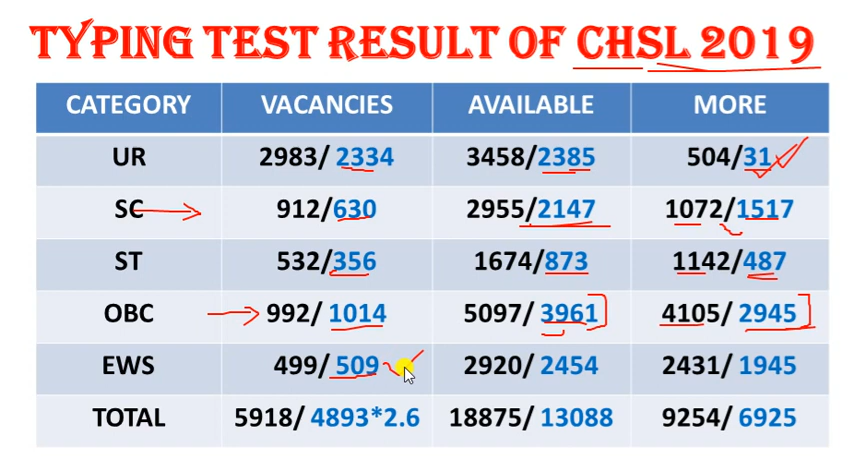 TYPING TEST RESULT OF CHSL 2019
CATEGORY VACANCIES AVAILABLE MORE
UR 2983/ 2334 3458/2385 504/31
SC 912/630 2955/2147 1072/1517
ST 532/356 1674/873 1142/487
OBC 992/ 1014 5097/ 3961 4105/ 2945
EWS 499/ 509 2920/ 2454 2431/ 1945
TOTAL 5918/ 4893*2.6 18875/ 13088 9254/ 6925